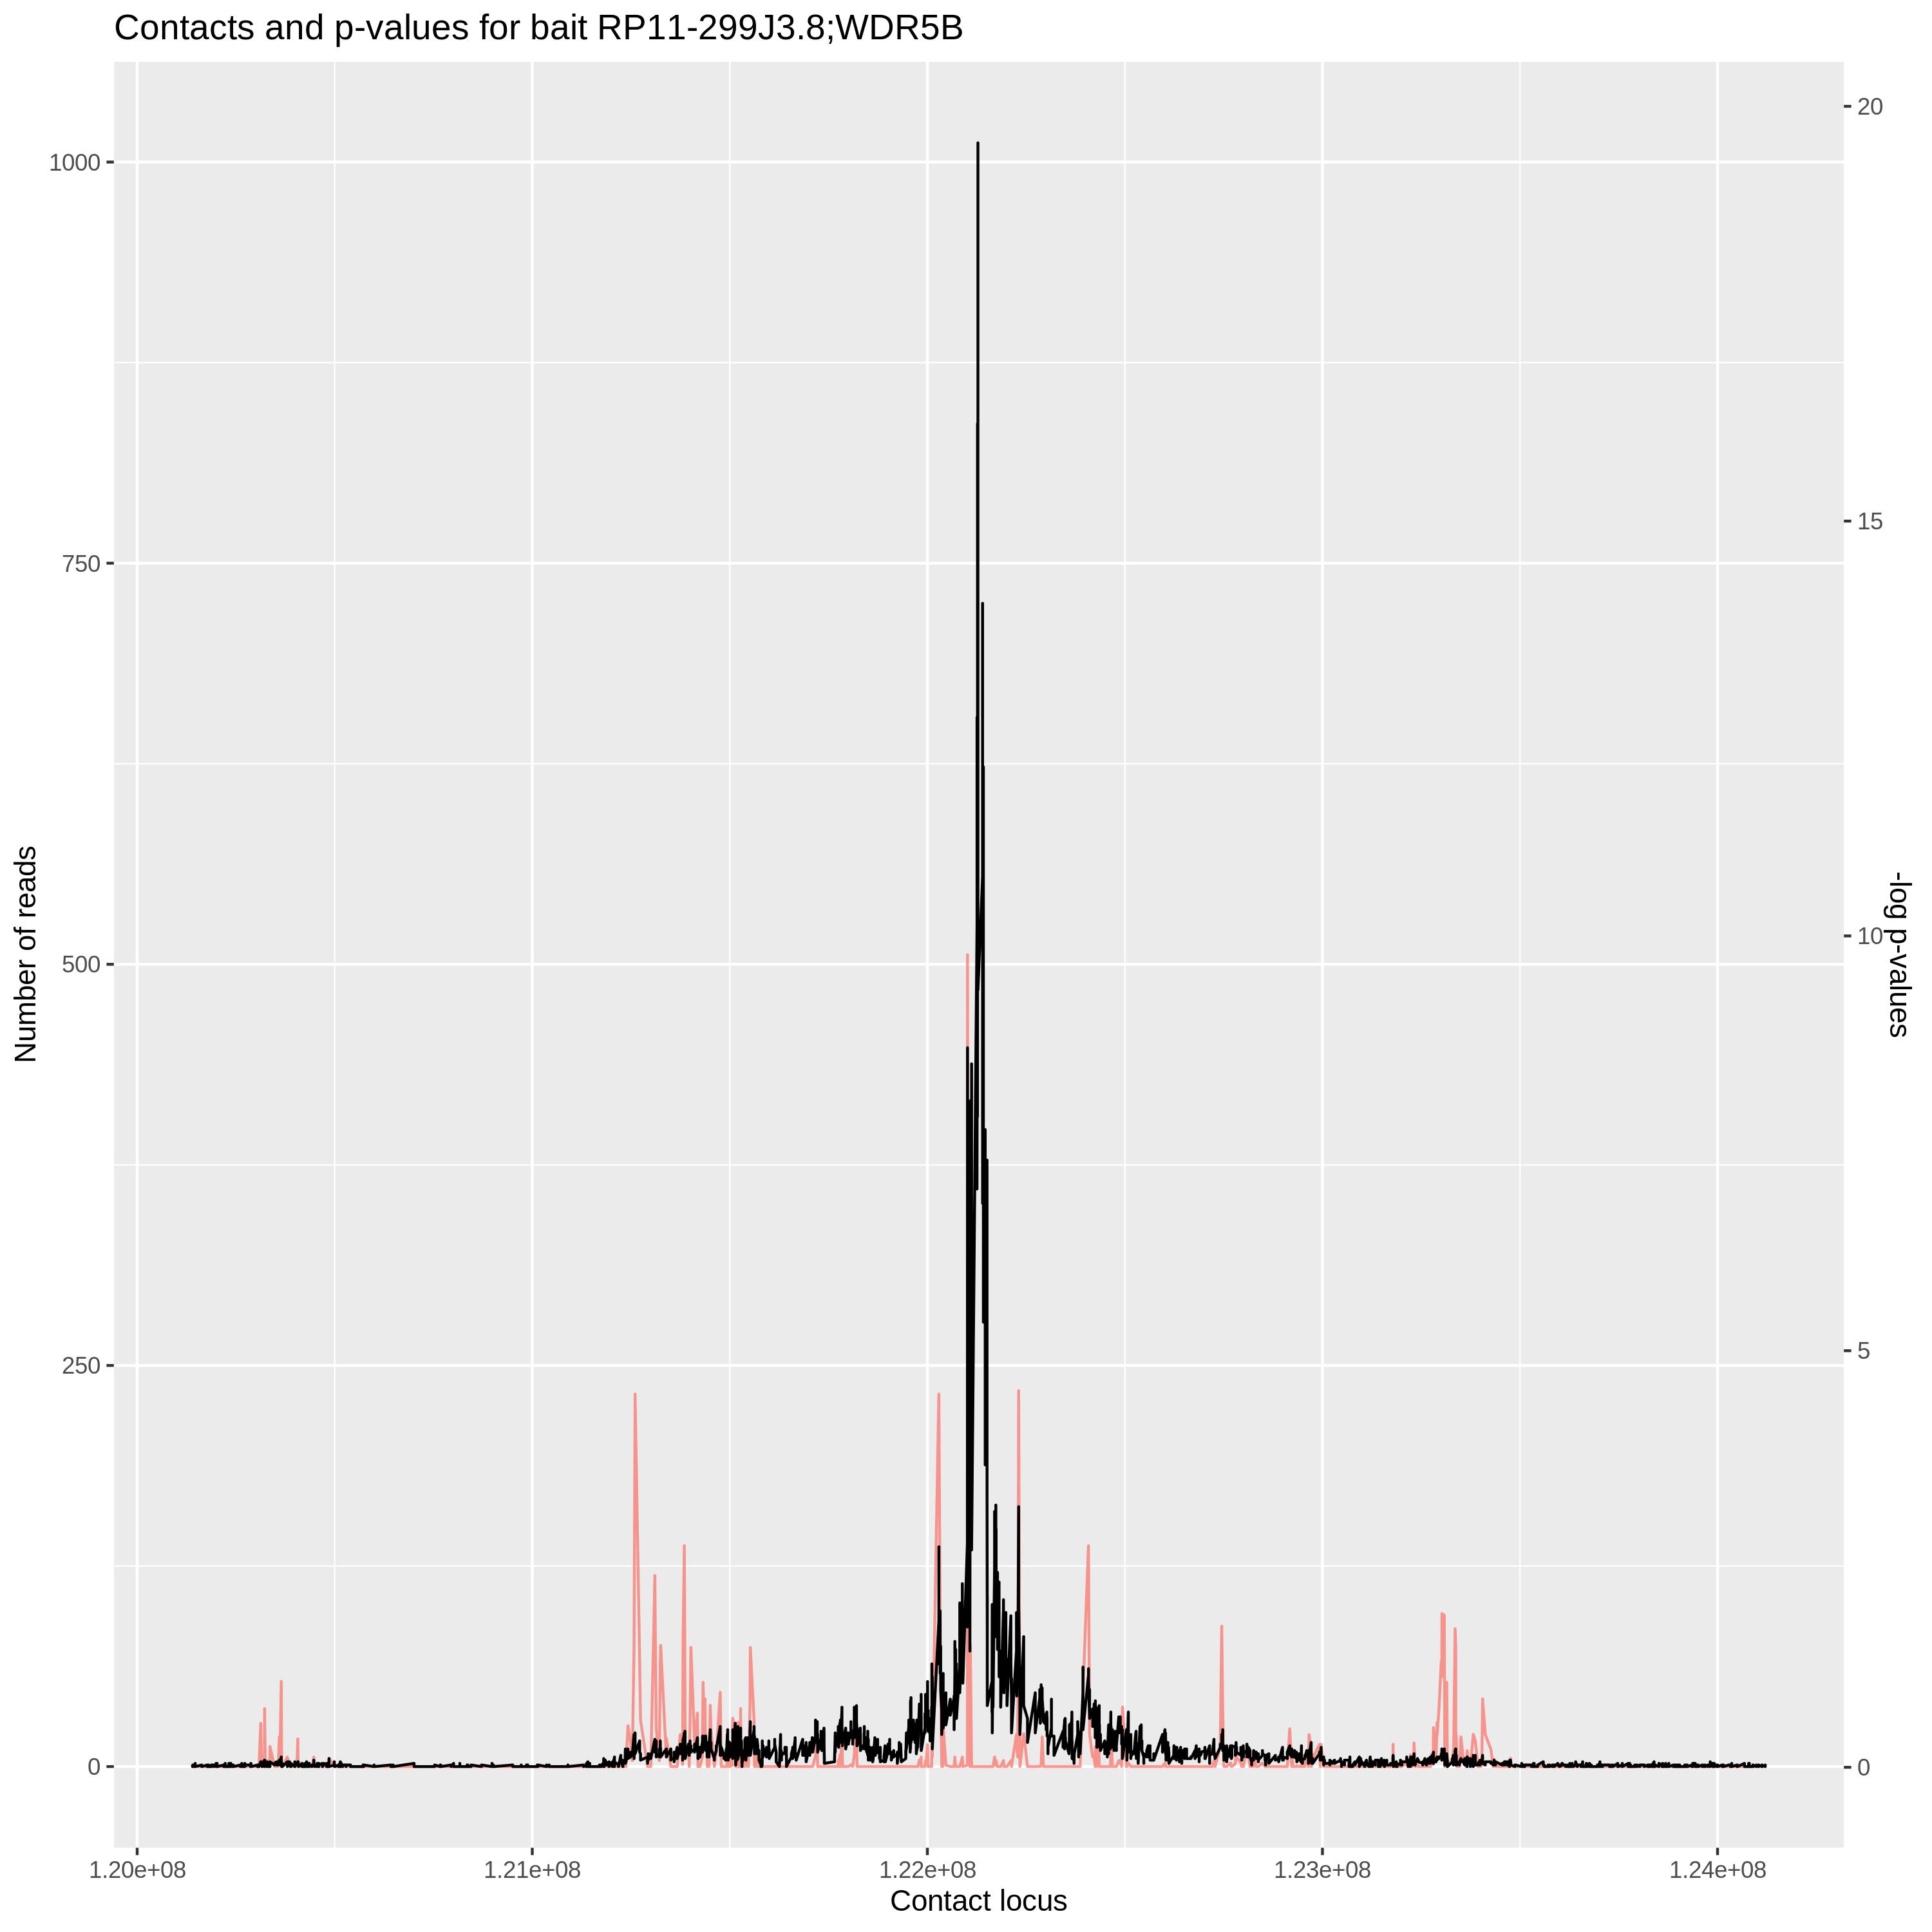 Contacts and p-values for bait RP11-299J3.8;WDR5B
1000
750
500
250
0
Number of reads
20
15
10
5
0
-log p-values
1.20e+08
1.21e+08
1.22e+08
1.23e+08
1.24e+08
Contact locus